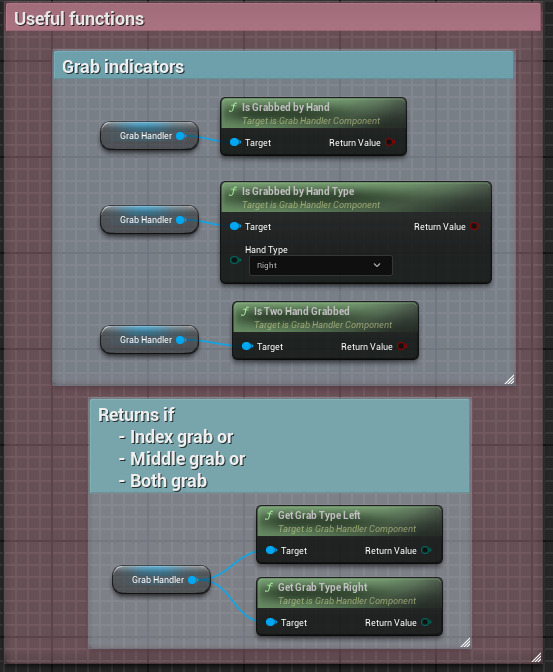 Useful functions
Grab indicators
f Is Grabbed by Hand
Target is Grab Handler Component
Grab Handler
Target Return Value
f Is Grabbed by Hand Type
Target is Grab Handler Component
Grab Handler
Target Return Value
Hand Type
Right
f Is Two Hand Grabbed
Target is Grab Handler Component
Grab Handler
Target Return Value
Returns if
- Index grab or
- Middle grab or
- Both grab
f Get Grab Type Left
Target is Grab Handler Component
Target Return Value
Grab Handler
f Get Grab Type Right
Target is Grab Handler Component
Target Return Value